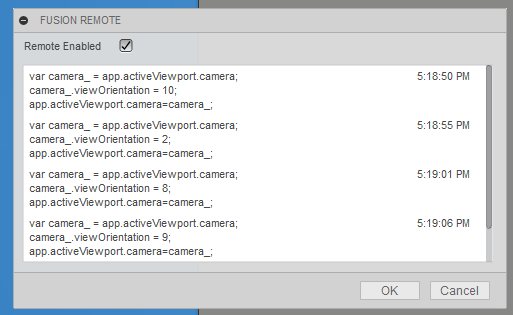 FUSION REMOTE
Remote Enabled
var camera_ = app.activeViewport.camera; 5:18:50 PM
camera_.viewOrientation = 10;
app.activeViewport.camera=camera_;
var camera_ = app.activeViewport.camera; 5:18:55 PM
camera_.viewOrientation = 2;
app.activeViewport.camera=camera_;
var camera_ = app.activeViewport.camera; 5:19:01 PM
camera_.viewOrientation = 8;
app.activeViewport.camera=camera_;
var camera_ = app.activeViewport.camera; 5:19:06 PM
camera_.viewOrientation = 9;
app.activeViewport.camera=camera_;
OK Cancel